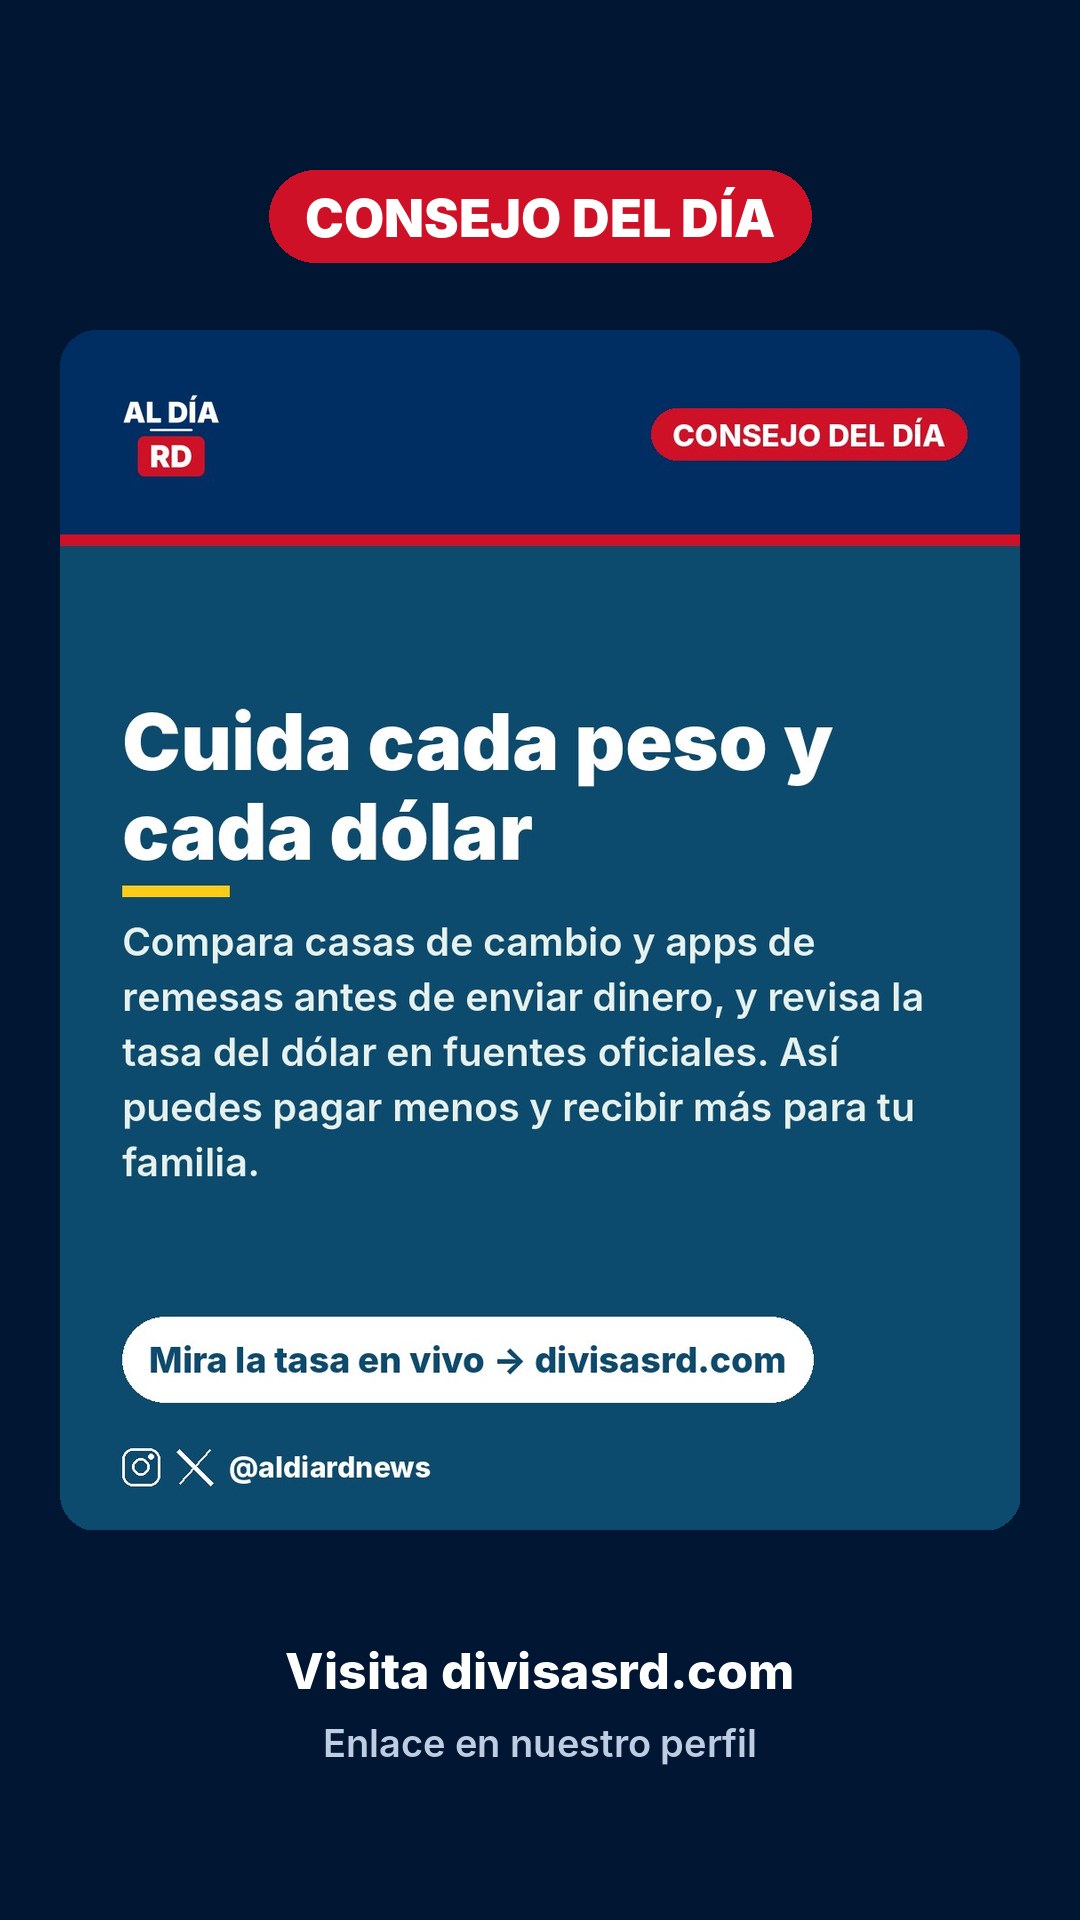 CONSEJO DEL DÍA
AL DÍA
RD
CONSEJO DEL DÍA
Cuida cada peso y
cada dólar
Compara casas de cambio y apps de
remesas antes de enviar dinero, y revisa la
tasa del dólar en fuentes oficiales. Así
puedes pagar menos y recibir más para tu
familia.
Mira la tasa en vivo → divisasrd.com
@aldiardnews
Visita divisasrd.com
Enlace en nuestro perfil